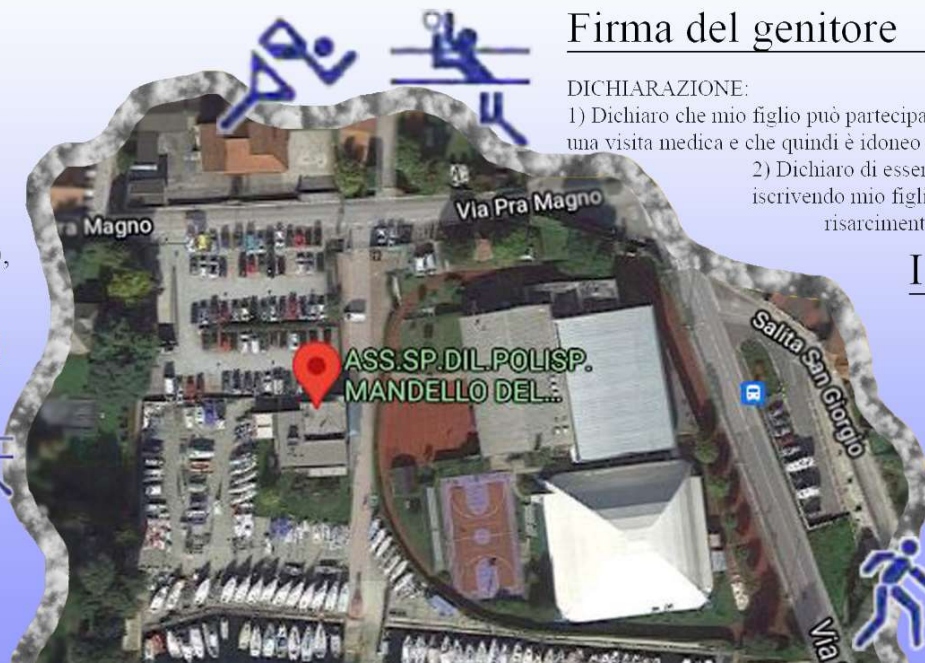 Firma del genitore
DICHIARAZIONE:
1) Dichiaro che mio figlio può partecipa
una visita medica e che quindi è idoneo
2) Dichiaro di esser
iscrivendo mio figli
risarciment
ra Magno
Via Pra Magno
Salita San Giorgio
ASS.SP.DIL.POLISP.
MANDELLO DEL...
Via